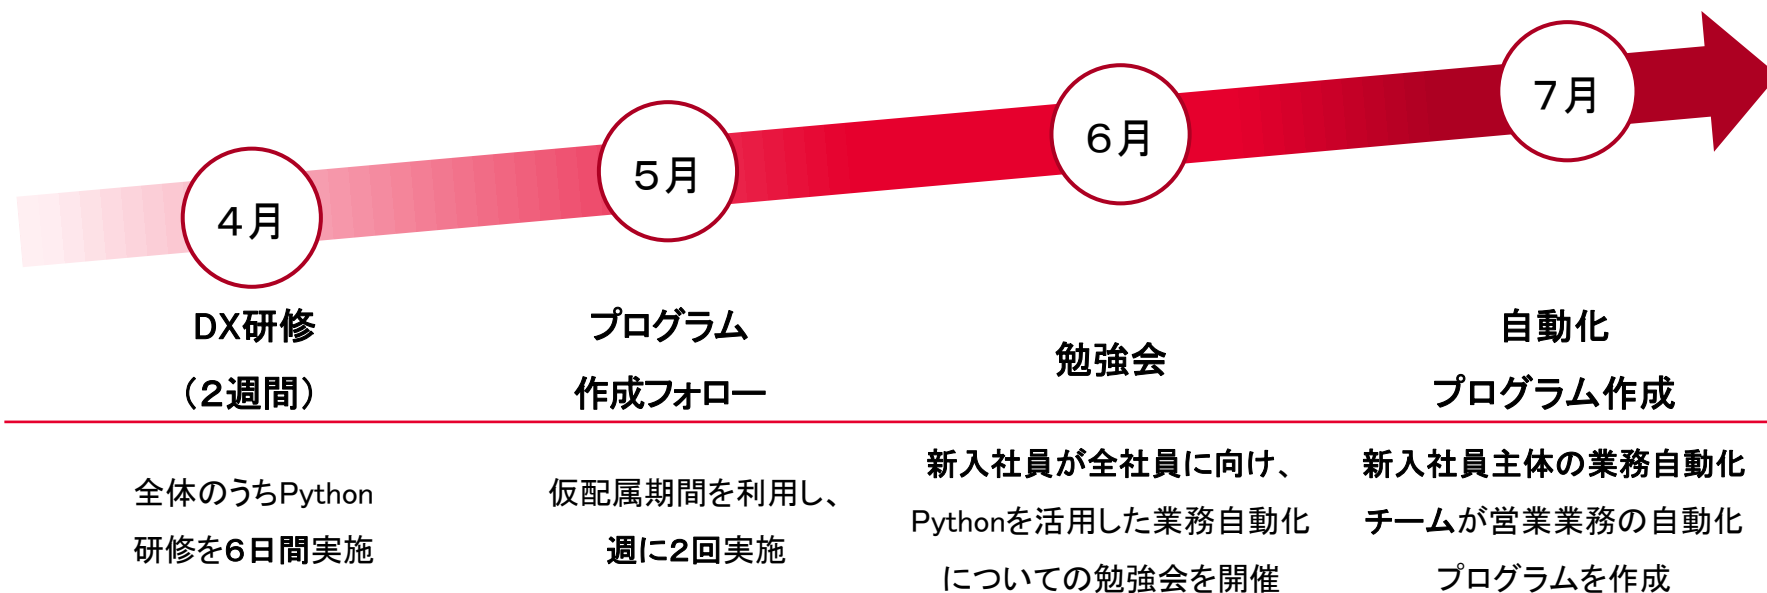 ４月
５月
６月
７月
DX研修
（２週間）
プログラム
作成フォロー
勉強会
自動化
プログラム作成
全体のうちPython
研修を６日間実施
仮配属期間を利用し、
週に２回実施
新入社員が全社員に向け、
Pythonを活用した業務自動化
についての勉強会を開催
新入社員主体の業務自動化
チームが営業業務の自動化
プログラムを作成